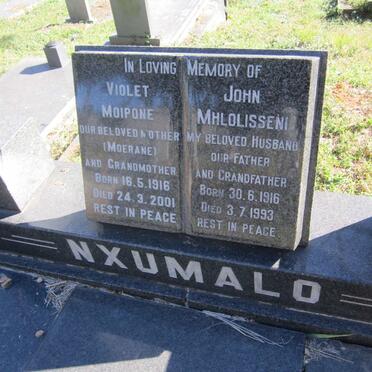 In Loving Memory of
Violet
Moipone
Our beloved mother
(Moerane)
and Grandmother
Born 16.5.1916
Died 24.3.2001
Rest in Peace
John
Mhlolisseni
My beloved Husband
Our Father
and Grandfather
Born 30.6.1916
Died 3.7.1993
Rest in Peace
NXUMALO